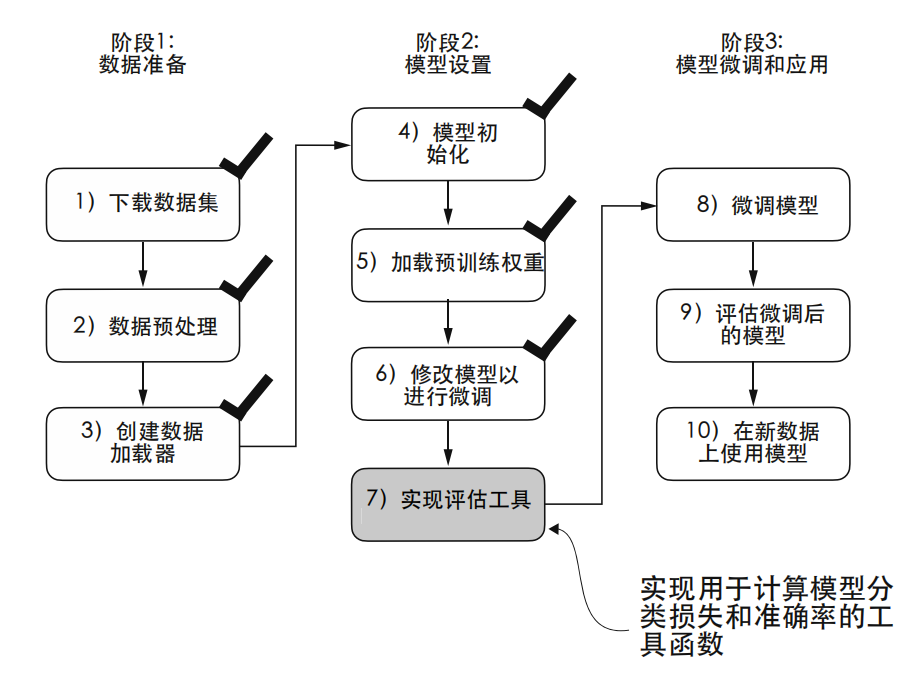 阶段1:
数据准备
1）下载数据集
2）数据预处理
3）创建数据
加载器
阶段2:
模型设置
4）模型初
始化
5）加载预训练权重
6）修改模型以
进行微调
7）实现评估工具
阶段3:
模型微调和应用
8）微调模型
9）评估微调后
的模型
10）在新数据
上使用模型
实现用于计算模型分
类损失和准确率的工
具函数